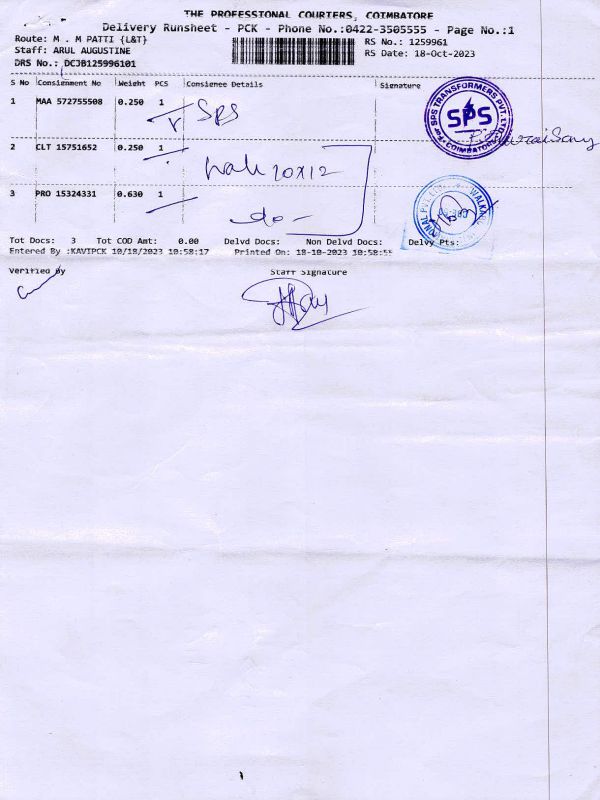 THE PROFESSIONAL COURIERS, COIMBATORE
Delivery Runsheet - PCK - Phone No.:0422-3505555 - Page No.:1
Route: M . M PATTI {L&T}
RS No.: 1259961
Staff: ARUL AUGUSTINE
RS Date: 18-Oct-2023
DRS No.: DCJB125996101
S No Consignment No Weight PCS Consignee Details Signature
1 MAA 572755508 0.250 1
SPS
SPS TRANSFORMERS PVT. LTD.
SPS
COIMBATORE
2 CLT 15751652 0.250 1
3 PRO 15324331 0.630 1
do -
Tot Docs: 3 Tot COD Amt: 0.00 Delvd Docs: Non Delvd Docs: Delvy Pts:
Entered By :KAVIPCK 10/18/2023 10:58:17 Printed On: 18-10-2023 10:58:55
Verified By Staff Signature